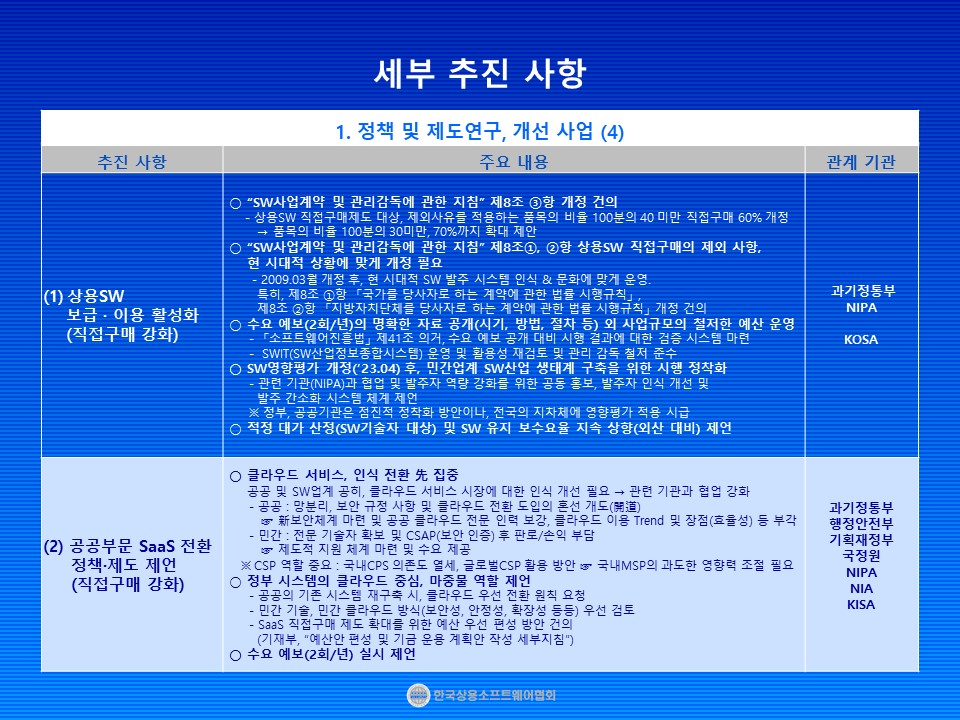 세부 추진 사항
1. 정책 및 제도연구, 개선 사업 (4)
추진 사항
주요 내용
관계 기관
(1) 상용SW
보급 · 이용 활성화
(직접구매 강화)
○ “SW사업계약 및 관리감독에 관한 지침” 제8조 ③항 개정 건의
- 상용SW 직접구매제도 대상, 제외사유를 적용하는 품목의 비율 100분의 40 미만 직접구매 60% 개정
→ 품목의 비율 100분의 30미만, 70%까지 확대 제안
○ “SW사업계약 및 관리감독에 관한 지침” 제8조①, ②항 상용SW 직접구매의 제외 사항,
현 시대적 상황에 맞게 개정 필요
- 2009.03월 개정 후, 현 시대적 SW 발주 시스템 인식 & 문화에 맞게 운영.
특히, 제8조 ①항 「국가를 당사자로 하는 계약에 관한 법률 시행규칙」,
제8조 ②항 「지방자치단체를 당사자로 하는 계약에 관한 법률 시행규칙」 개정 건의
○ 수요 예보(2회/년)의 명확한 자료 공개(시기, 방법, 절차 등) 외 사업규모의 철저한 예산 운영
- 「소프트웨어진흥법」 제41조 의거, 수요 예보 공개 대비 시행 결과에 대한 검증 시스템 마련
- SWIT(SW산업정보종합시스템) 운영 및 활용성 재검토 및 관리 감독 철저 준수
○ SW영향평가 개정(’23.04) 후, 민간업계 SW산업 생태계 구축을 위한 시행 정착화
- 관련 기관(NIPA)과 협업 및 발주자 역량 강화를 위한 공동 홍보, 발주자 인식 개선 및
발주 간소화 시스템 체계 제언
※ 정부, 공공기관은 점진적 정착화 방안이나, 전국의 지차체에 영향평가 적용 시급
○ 적정 대가 산정(SW기술자 대상) 및 SW 유지 보수요율 지속 상향(외산 대비) 제언
과기정통부
NIPA
KOSA
(2) 공공부문 SaaS 전환
정책·제도 제언
(직접구매 강화)
○ 클라우드 서비스, 인식 전환 先 집중
공공 및 SW업계 공히, 클라우드 서비스 시장에 대한 인식 개선 필요 → 관련 기관과 협업 강화
- 공공 : 망분리, 보안 규정 사항 및 클라우드 전환 도입의 혼선 개도(開道)
☞ 新보안체계 마련 및 공공 클라우드 전문 인력 보강, 클라우드 이용 Trend 및 장점(효율성) 등 부각
- 민간 : 전문 기술자 확보 및 CSAP(보안 인증) 후 판로/손익 부담
☞ 제도적 지원 체계 마련 및 수요 제공
※ CSP 역할 중요 : 국내CPS 의존도 열세, 글로벌CSP 활용 방안 ☞ 국내MSP의 과도한 영향력 조절 필요
○ 정부 시스템의 클라우드 중심, 마중물 역할 제언
- 공공의 기존 시스템 재구축 시, 클라우드 우선 전환 원칙 요청
- 민간 기술, 민간 클라우드 방식(보안성, 안정성, 확장성 등등) 우선 검토
- SaaS 직접구매 제도 확대를 위한 예산 우선 편성 방안 건의
(기재부, “예산안 편성 및 기금 운용 계획안 작성 세부지침”)
○ 수요 예보(2회/년) 실시 제언
과기정통부
행정안전부
기획재정부
국정원
NIPA
NIA
KISA
한국상용소프트웨어협회